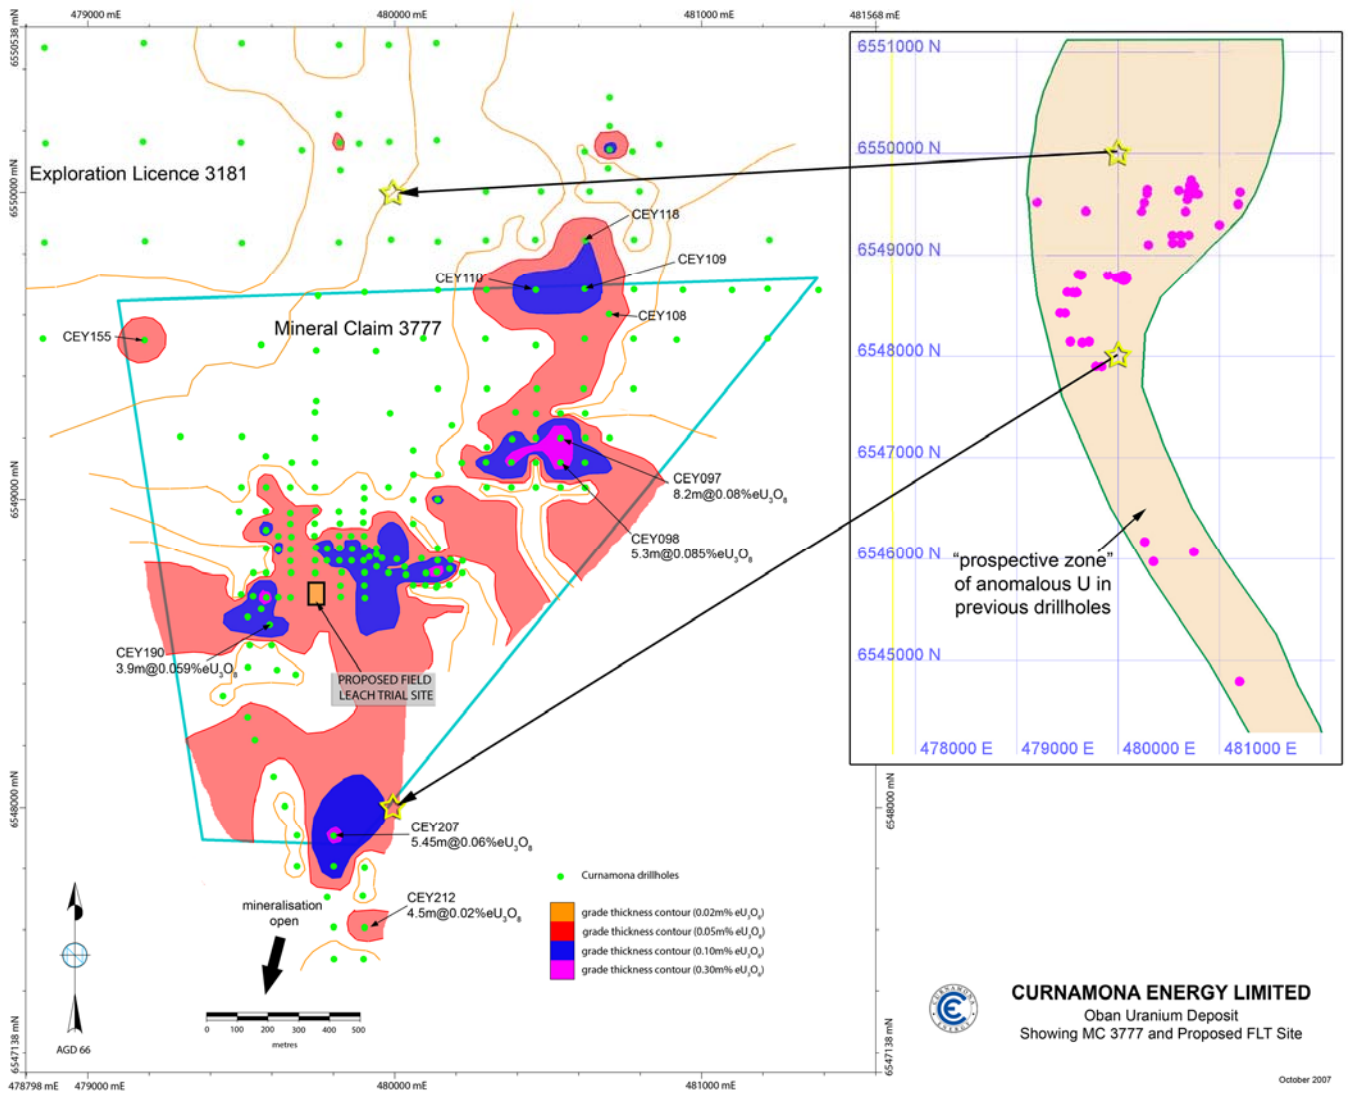 479000 mE
480000 mE
481000 mE
481568 mE
6550538 mN
6550000 mN
6549000 mN
6548000 mN
6547138 mN
Exploration Licence 3181
CEY118
CEY109
CEY110
CEY108
Mineral Claim 3777
CEY155
CEY097
8.2m@0.08%eU3O8
CEY098
5.3m@0.085%eU3O8
CEY190
3.9m@0.059%eU3O8
PROPOSED FIELD
LEACH TRIAL SITE
CEY207
5.45m@0.06%eU3O8
CEY212
4.5m@0.02%eU3O8
mineralisation
open
Curnamona drillholes
grade thickness contour (0.02m% eU3O8)
grade thickness contour (0.05m% eU3O8)
grade thickness contour (0.10m% eU3O8)
grade thickness contour (0.30m% eU3O8)
0 100 200 300 400 500
metres
AGD 66
478798 mE
479000 mE
480000 mE
481000 mE
6548000 mN
6547138 mN
6551000 N
6550000 N
6549000 N
6548000 N
6547000 N
6546000 N
6545000 N
"prospective zone"
of anomalous U in
previous drillholes
478000 E
479000 E
480000 E
481000 E
CURNAMONA
CE
ENERGY
CURNAMONA ENERGY LIMITED
Oban Uranium Deposit
Showing MC 3777 and Proposed FLT Site
October 2007